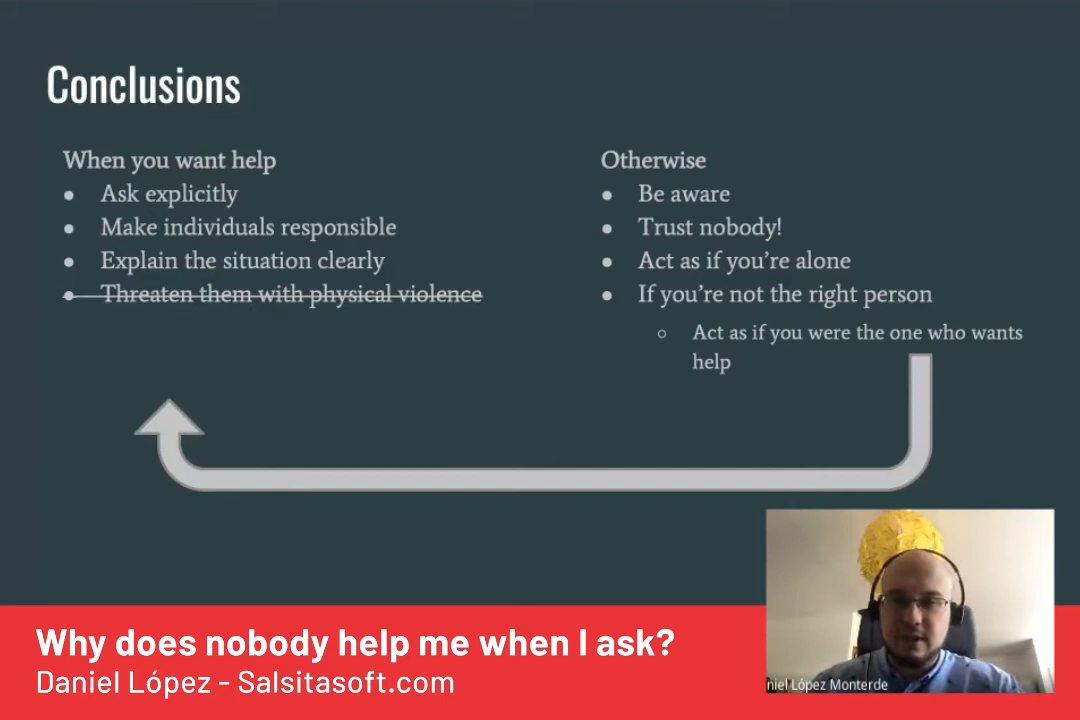 Conclusions
When you want help
• Ask explicitly
• Make individuals responsible
• Explain the situation clearly
• Threaten them with physical violence
Otherwise
• Be aware
• Trust nobody!
• Act as if you’re alone
• If you’re not the right person
○ Act as if you were the one who wants
help
Why does nobody help me when I ask?
Daniel López - Salsitasoft.com
niel López Monterde